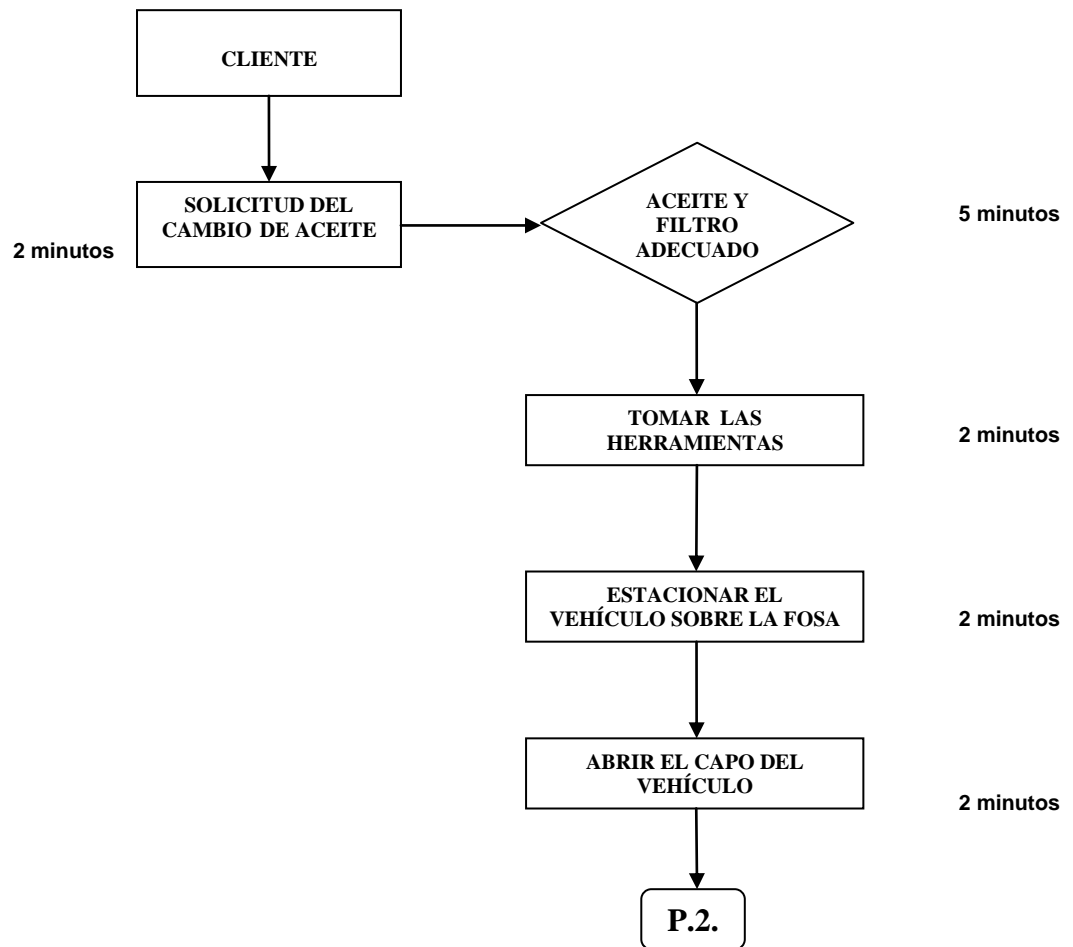 CLIENTE
SOLICITUD DEL
CAMBIO DE ACEITE
2 minutos
ACEITE Y
FILTRO
ADECUADO
5 minutos
TOMAR LAS
HERRAMIENTAS
2 minutos
ESTACIONAR EL
VEHÍCULO SOBRE LA FOSA
2 minutos
ABRIR EL CAPO DEL
VEHÍCULO
2 minutos
P.2.